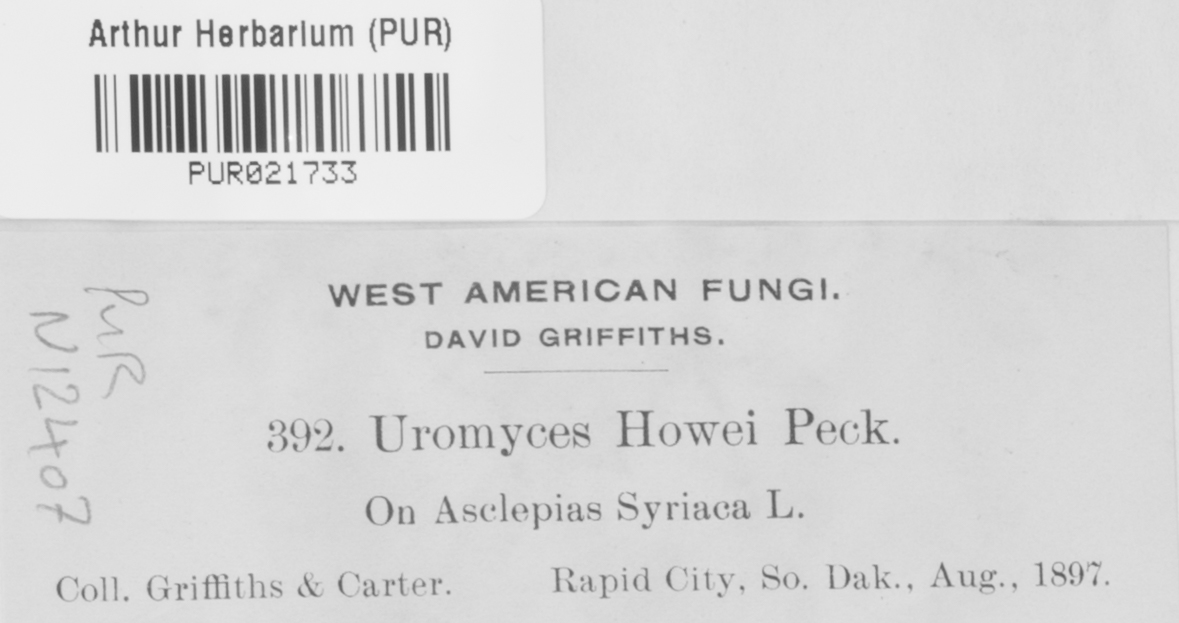 Arthur Herbarium (PUR)
PUR021733
PUR
N12407
WEST AMERICAN FUNGI.
DAVID GRIFFITHS.
392. Uromyces Howei Peck.
On Asclepias Syriaca L.
Coll. Griffiths & Carter. Rapid City, So. Dak., Aug., 1897.